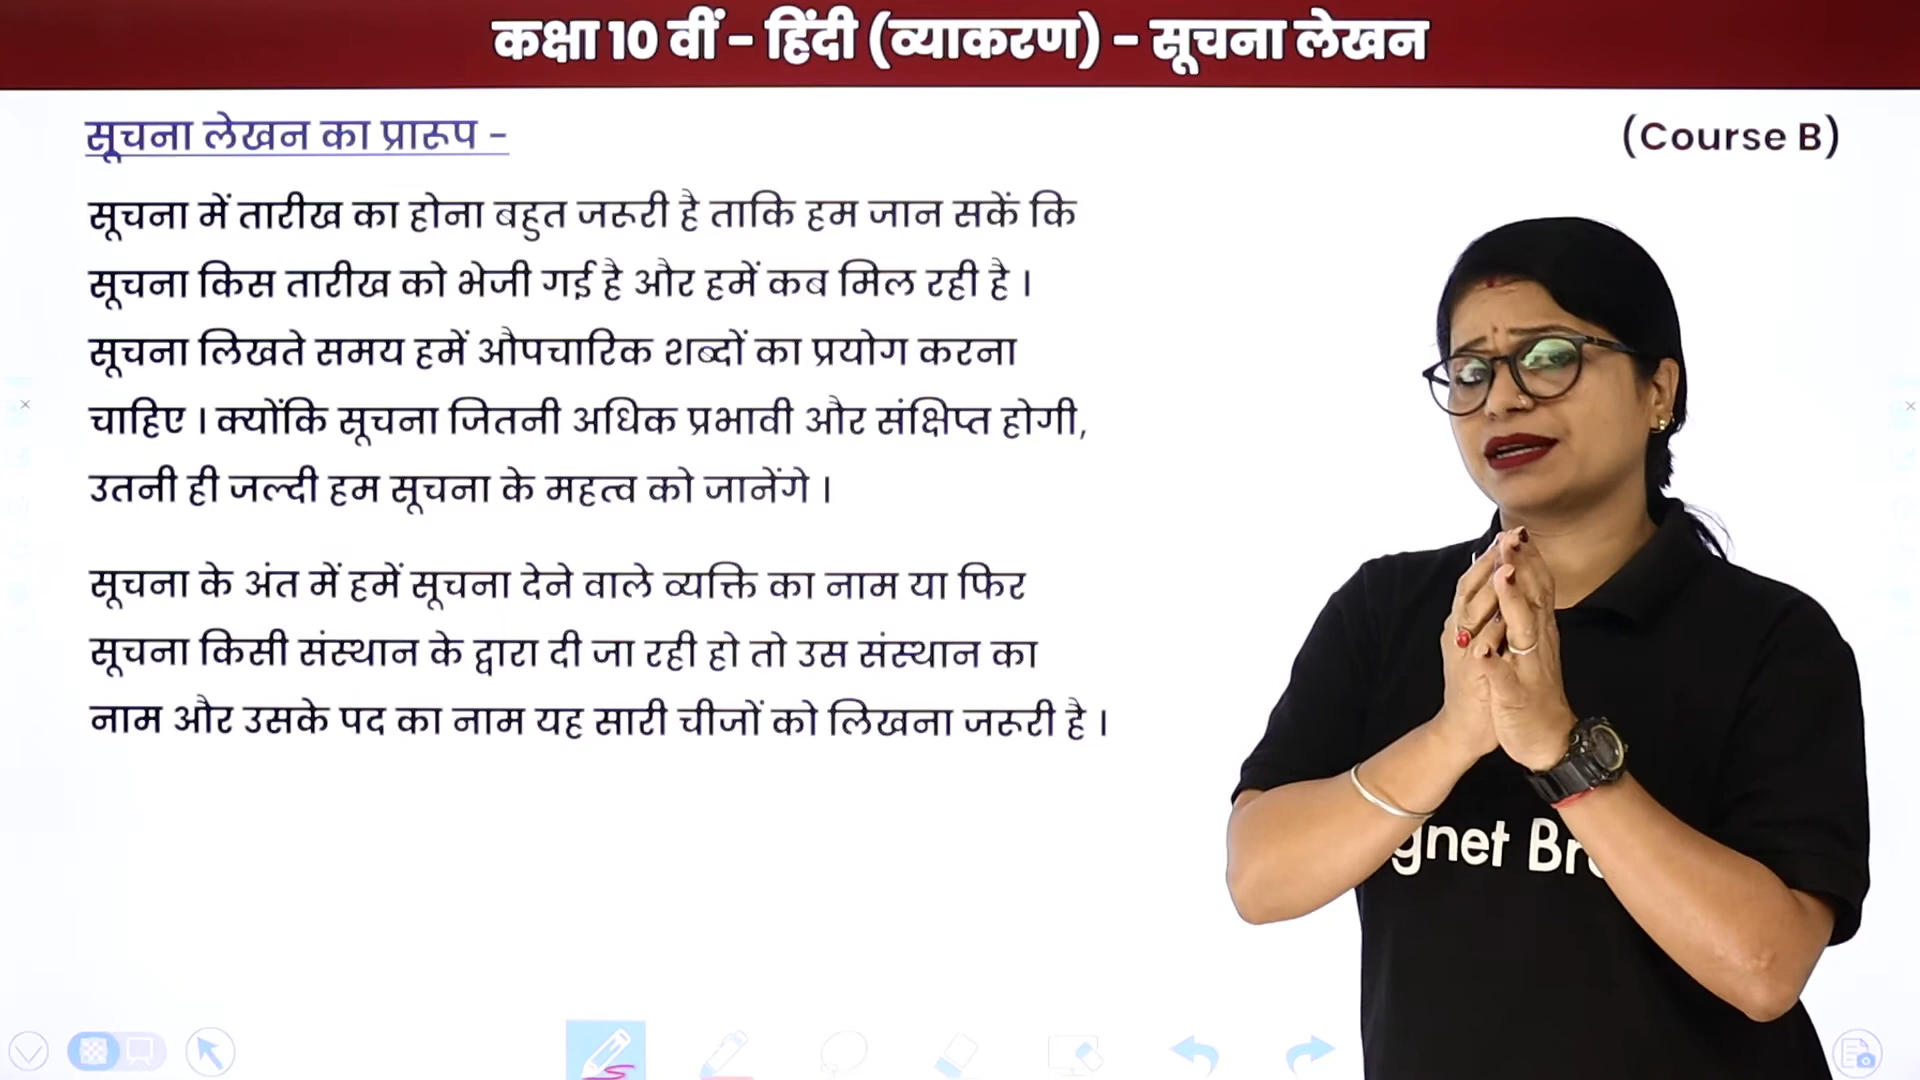 कक्षा 10 वीं - हिंदी (व्याकरण) - सूचना लेखन
सूचना लेखन का प्रारूप -
(Course B)
सूचना में तारीख का होना बहुत जरूरी है ताकि हम जान सकें कि
सूचना किस तारीख को भेजी गई है और हमें कब मिल रही है ।
सूचना लिखते समय हमें औपचारिक शब्दों का प्रयोग करना
चाहिए । क्योंकि सूचना जितनी अधिक प्रभावी और संक्षिप्त होगी,
उतनी ही जल्दी हम सूचना के महत्व को जानेंगे ।
सूचना के अंत में हमें सूचना देने वाले व्यक्ति का नाम या फिर
सूचना किसी संस्थान के द्वारा दी जा रही हो तो उस संस्थान का
नाम और उसके पद का नाम यह सारी चीजों को लिखना जरूरी है ।
gnet Br